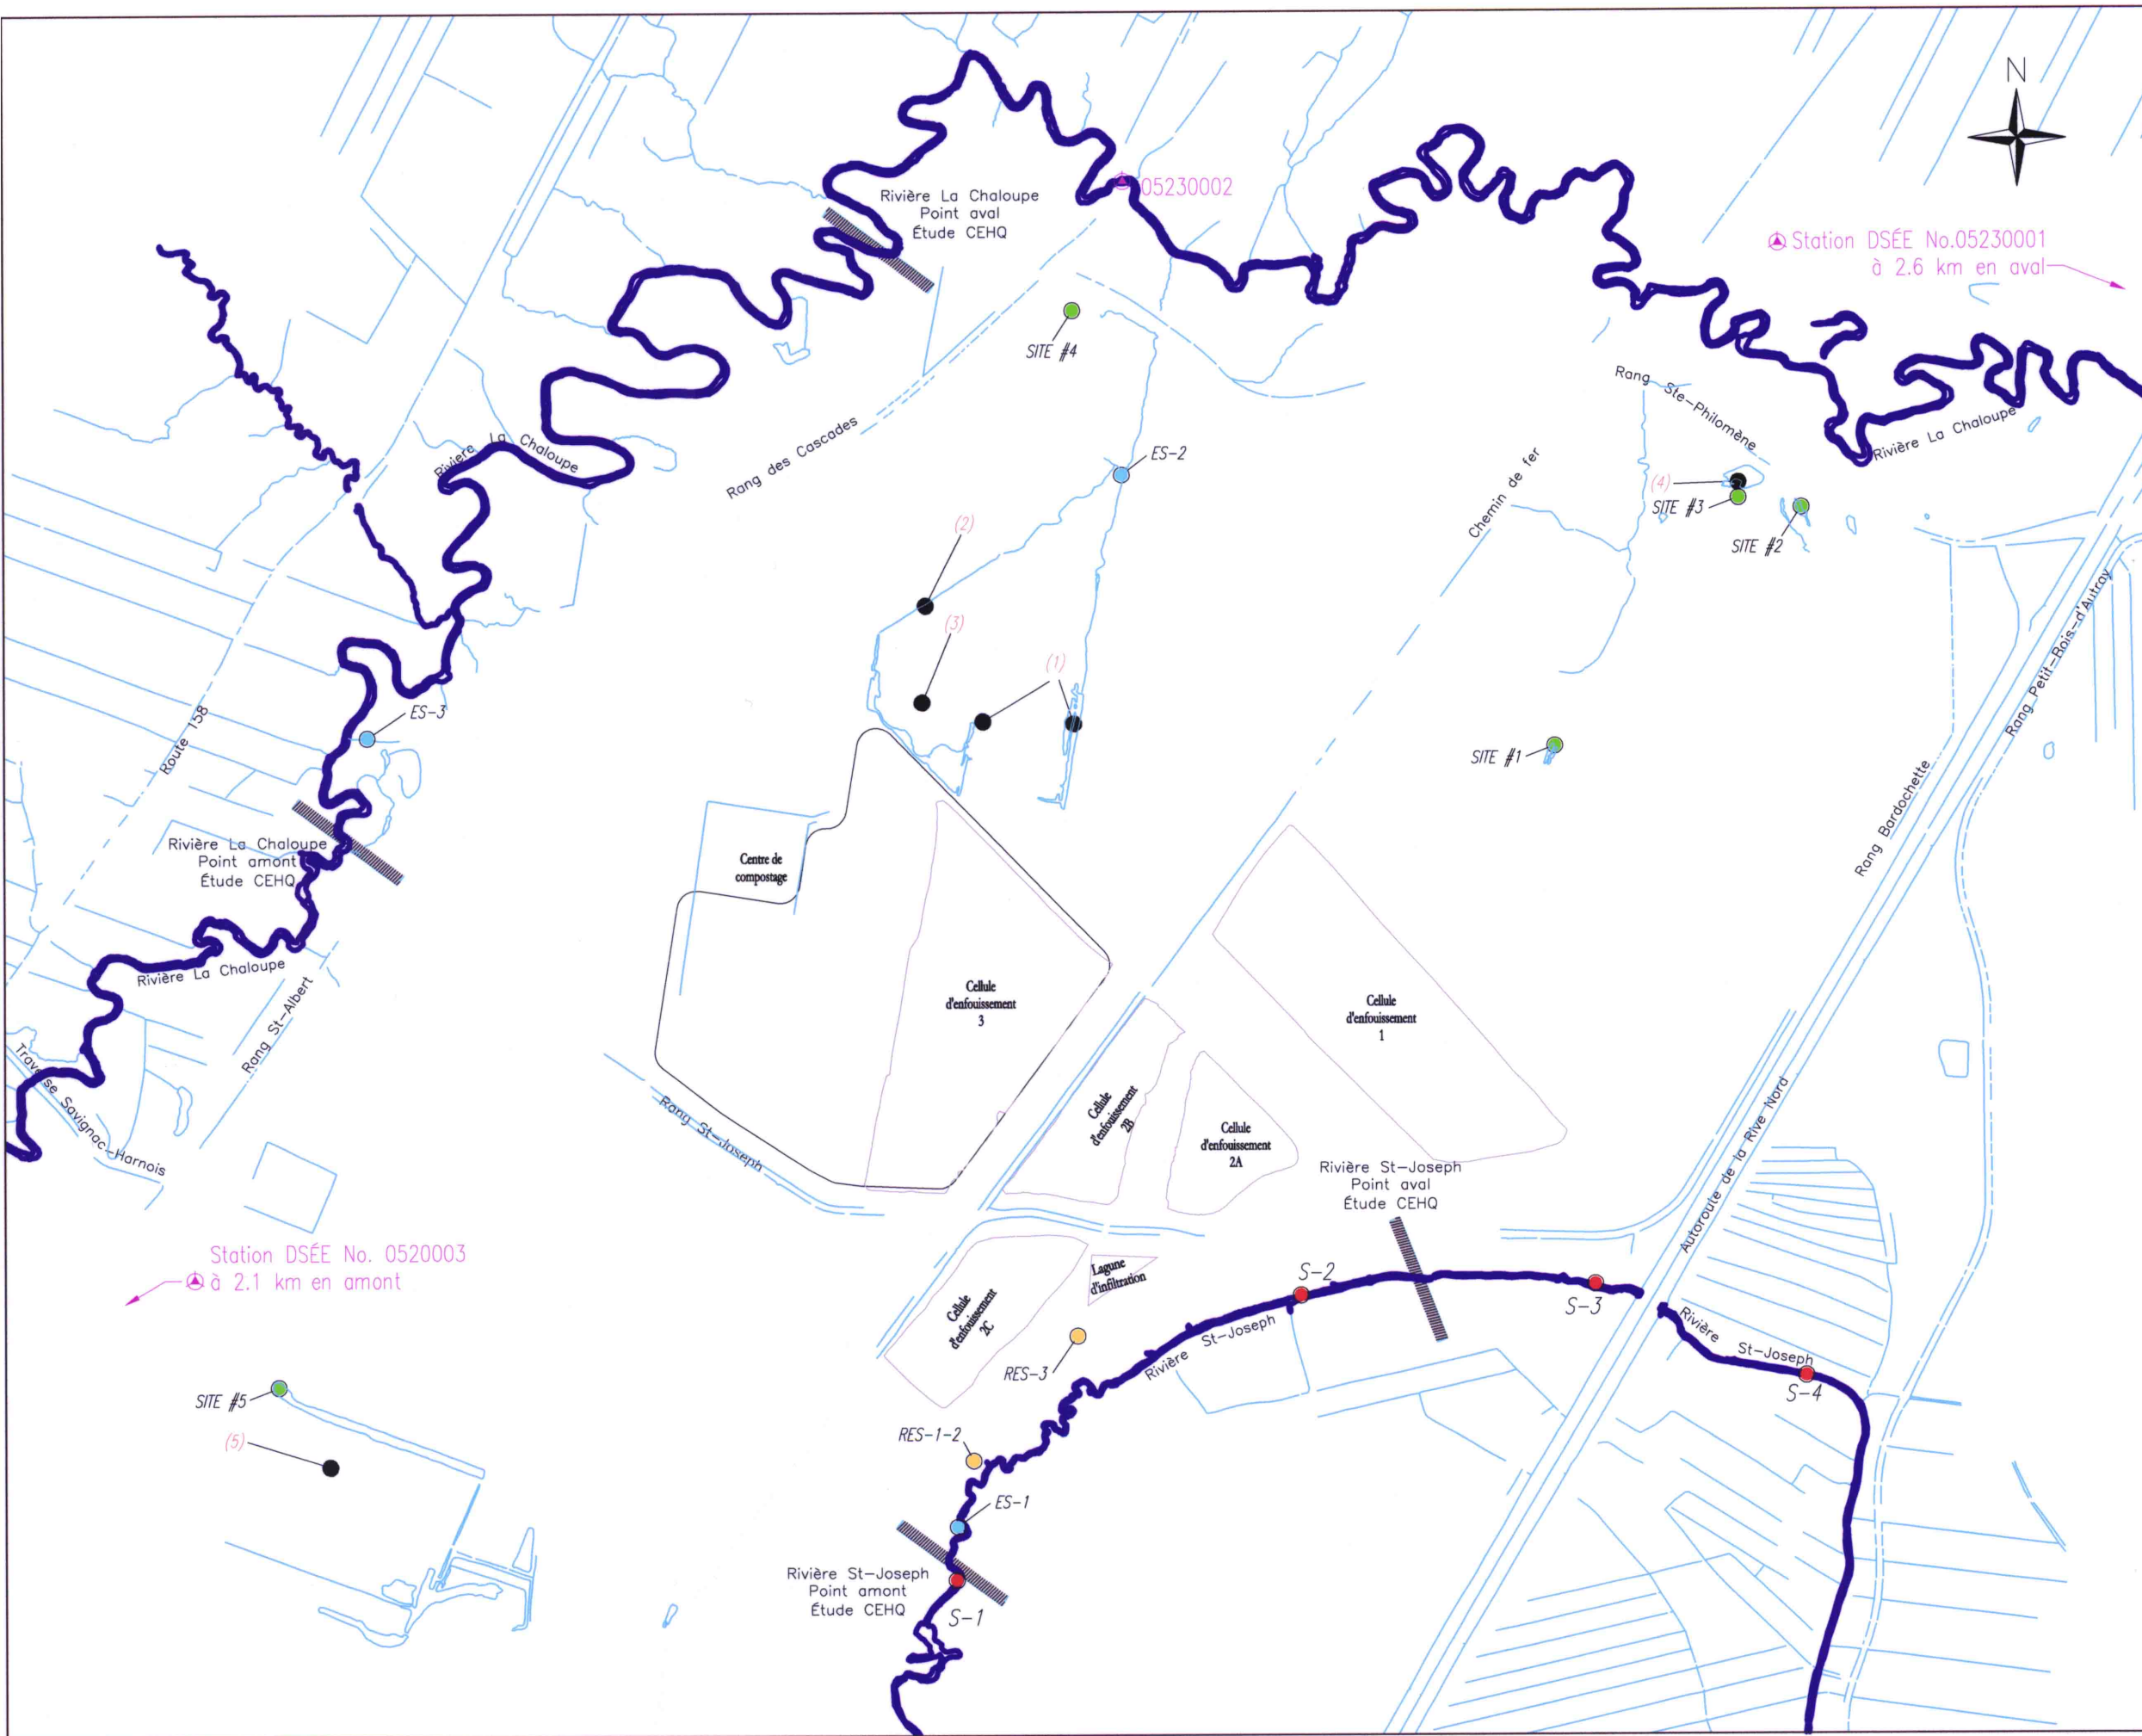 N
Rivière La Chaloupe
Point aval
Étude CEHQ
05230002
Station DSÉE No.05230001
à 2.6 km en aval
SITE #4
Rang Ste-Philomène
Rivière La Chaloupe
Rivière La Chaloupe
Rang des Cascades
ES-2
Chemin de fer
(4)
SITE #3
SITE #2
(2)
(3)
(1)
Rang Petit-Bois-d'Autray
ES-3
Route 158
SITE #1
Rang Bardochette
Rivière La Chaloupe
Point amont
Étude CEHQ
Centre de
compostage
Rivière La Chaloupe
Rang St-Albert
Cellule
d'enfouissement
3
Cellule
d'enfouissement
1
Traverse Savignac-Harnois
Rang St-Joseph
Cellule
d'enfouissement
2B
Cellule
d'enfouissement
2A
Autoroute de la Rive Nord
Rivière St-Joseph
Point aval
Étude CEHQ
Station DSÉE No. 0520003
à 2.1 km en amont
Lagune
d'infiltration
S-2
S-3
Cellule
d'enfouissement
2C
Rivière St-Joseph
Rivière St-Joseph
RES-3
S-4
SITE #5
(5)
RES-1-2
ES-1
Rivière St-Joseph
Point amont
Étude CEHQ
S-1